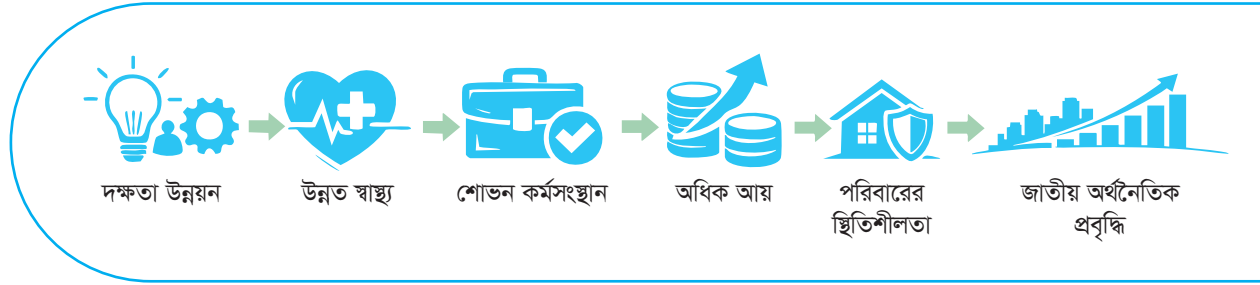 দক্ষতা উন্নয়ন
উন্নত স্বাস্থ্য
শোভন কর্মসংস্থান
অধিক আয়
পরিবারের
স্থিতিশীলতা
জাতীয় অর্থনৈতিক
প্রবৃদ্ধি